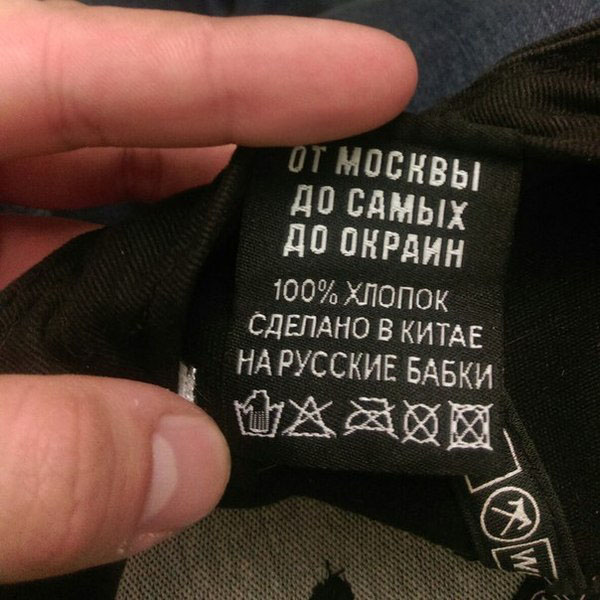 ОТ МОСКВЫ
ДО САМЫХ
ДО ОКРАИН
100% ХЛОПОК
СДЕЛАНО В КИТАЕ
НА РУССКИЕ БАБКИ
W